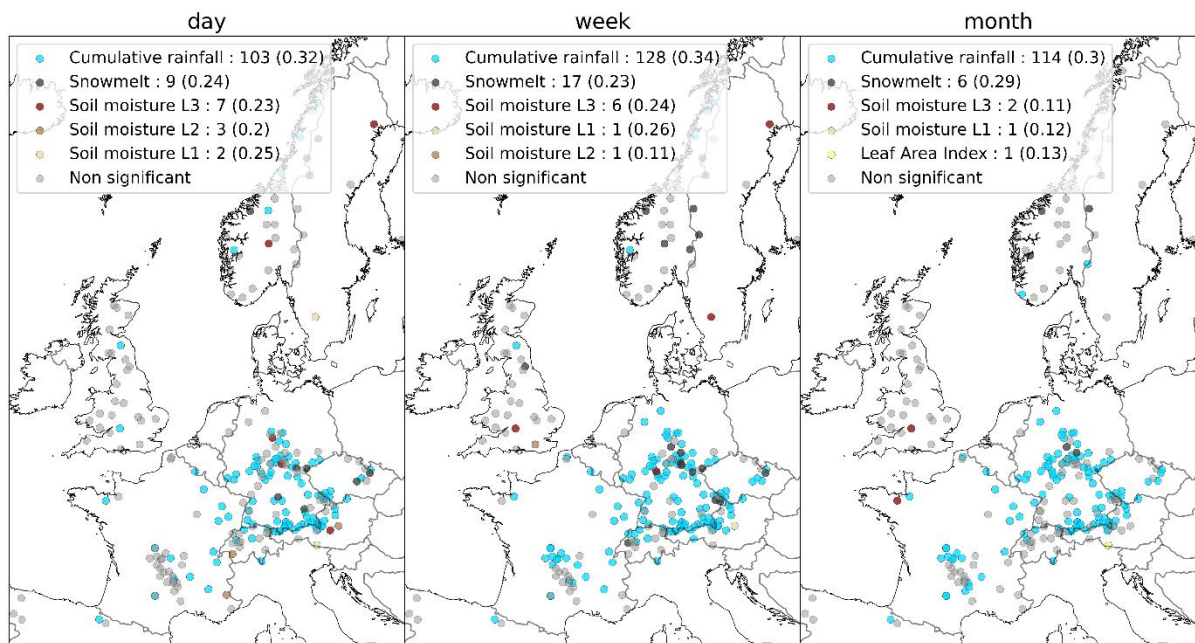 day
Cumulative rainfall : 103 (0.32)
Snowmelt : 9 (0.24)
Soil moisture L3 : 7 (0.23)
Soil moisture L2 : 3 (0.2)
Soil moisture L1 : 2 (0.25)
Non significant
week
Cumulative rainfall : 128 (0.34)
Snowmelt : 17 (0.23)
Soil moisture L3 : 6 (0.24)
Soil moisture L1 : 1 (0.26)
Soil moisture L2 : 1 (0.11)
Non significant
month
Cumulative rainfall : 114 (0.3)
Snowmelt : 6 (0.29)
Soil moisture L3 : 2 (0.11)
Soil moisture L1 : 1 (0.12)
Leaf Area Index : 1 (0.13)
Non significant